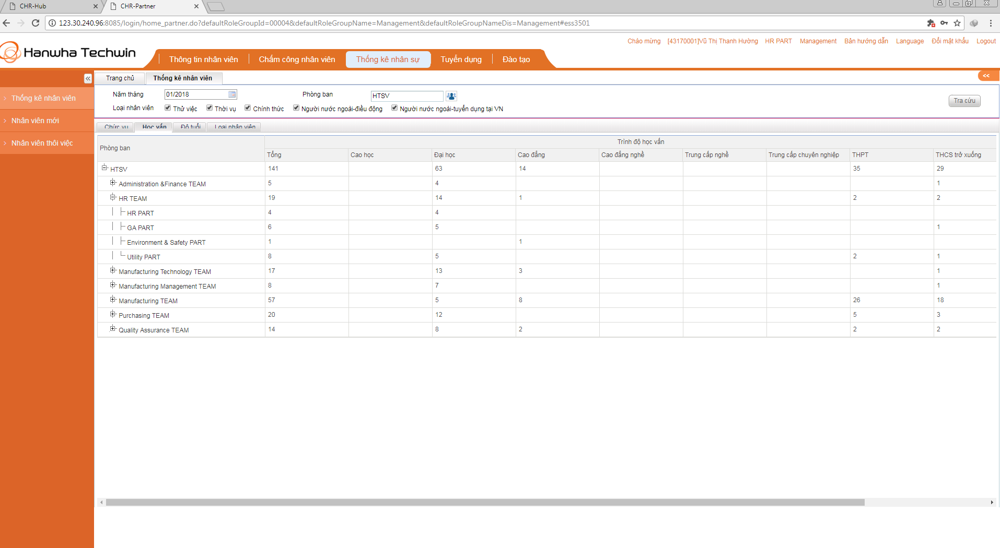 CHR-Hub CHR-Partner
123.30.240.96:8085/login/home_partner.do?defaultRoleGroupId=00004&defaultRoleGroupName=Management&defaultRoleGroupNameDis=Management#ess3501
Chào mừng [43170001]Vũ Thị Thanh Hường HR PART Management Bản hướng dẫn Language Đổi mật khẩu Logout
Hanwha Techwin
Thông tin nhân viên Chấm công nhân viên Thống kê nhân sự Tuyển dụng Đào tạo
Trang chủ Thống kê nhân viên
Thống kê nhân viên
Nhân viên mới
Nhân viên thôi việc
Năm tháng 01/2018 Phòng ban HTSV Tra cứu
Loại nhân viên Thử việc Thời vụ Chính thức Người nước ngoài-điều động Người nước ngoài-tuyển dụng tại VN
Chức vụ Học vấn Độ tuổi Loại nhân viên
Phòng ban Trình độ học vấn
Tổng Cao học Đại học Cao đẳng Cao đẳng nghề Trung cấp nghề Trung cấp chuyên nghiệp THPT THCS trở xuống
HTSV 141 63 14 35 29
Administration &Finance TEAM 5 4 1
HR TEAM 19 14 1 2 2
HR PART 4 4
GA PART 6 5 1
Environment & Safety PART 1 1
Utility PART 8 5 2 1
Manufacturing Technology TEAM 17 13 3 1
Manufacturing Management TEAM 8 7 1
Manufacturing TEAM 57 5 8 26 18
Purchasing TEAM 20 12 5 3
Quality Assurance TEAM 14 8 2 2 2